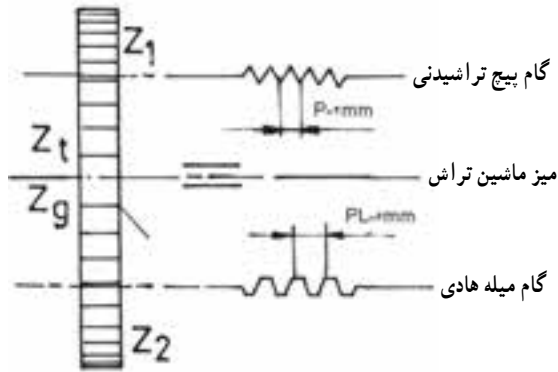 Z1
گام پیچ تراشیدنی
P→mm
Zt
میز ماشین تراش
Zg
PL→mm
گام میله هادی
Z2